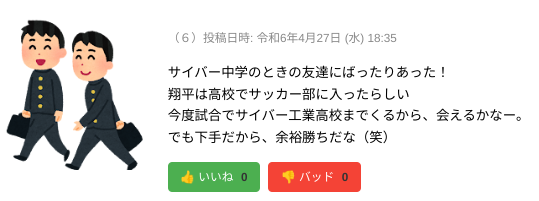 （６）投稿日時: 令和6年4月27日 (水) 18:35
サイバー中学のときの友達にばったりあった！
翔平は高校でサッカー部に入ったらしい
今度試合でサイバー工業高校までくるから、会えるかなー。
でも下手だから、余裕勝ちだな（笑）
👍 いいね 0 👎 バッド 0